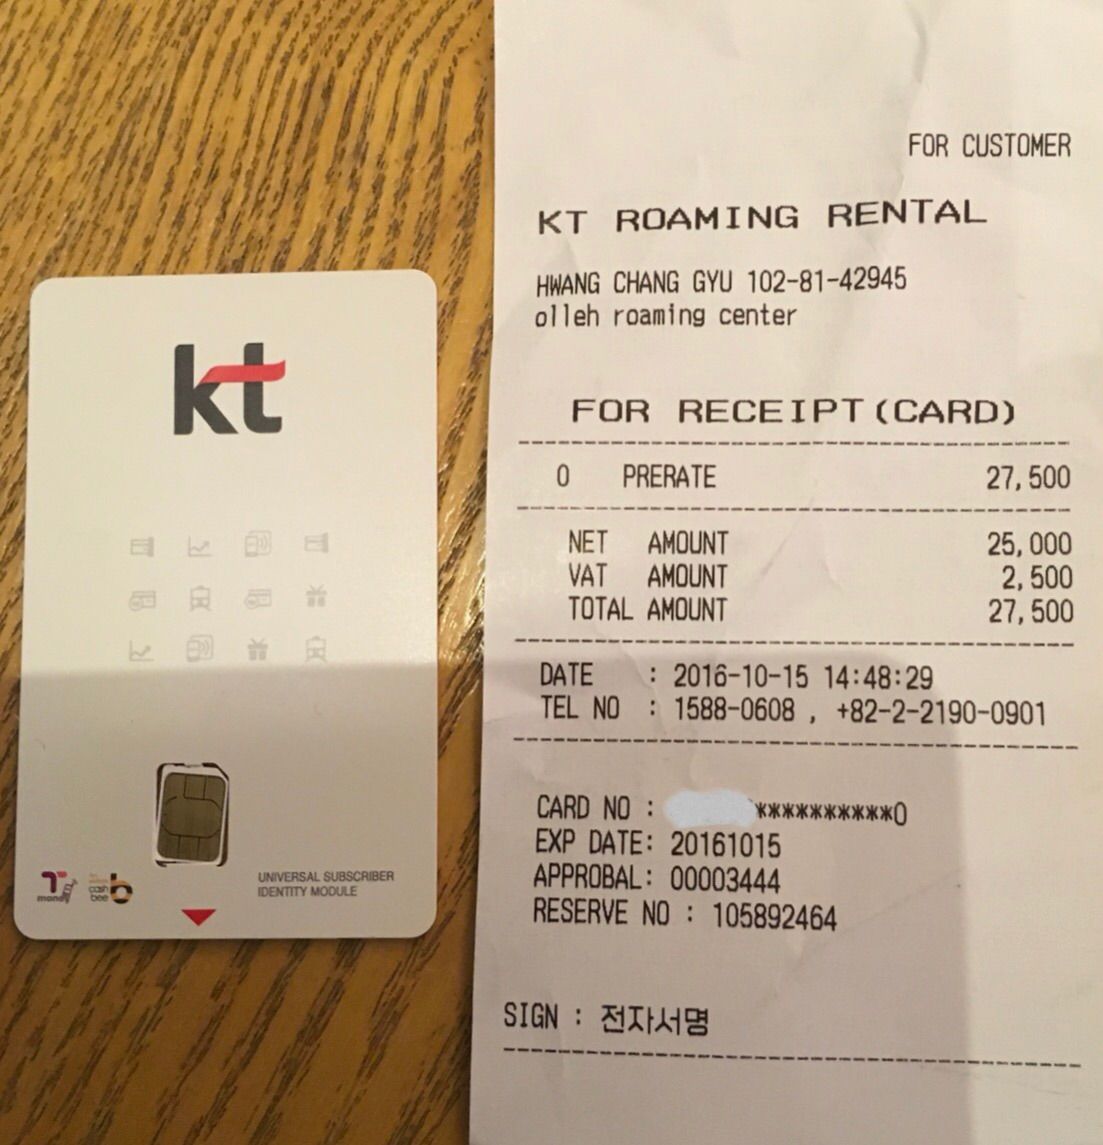 kt
T
money
cash
bee
b
UNIVERSAL SUBSCRIBER
IDENTITY MODULE
FOR CUSTOMER
KT ROAMING RENTAL
HWANG CHANG GYU 102-81-42945
olleh roaming center
FOR RECEIPT(CARD)
0 PRERATE 27,500
NET AMOUNT 25,000
VAT AMOUNT 2,500
TOTAL AMOUNT 27,500
DATE : 2016-10-15 14:48:29
TEL NO : 1588-0608 , +82-2-2190-0901
CARD NO : **********0
EXP DATE: 20161015
APPROBAL: 00003444
RESERVE NO : 105892464
SIGN : 전자서명